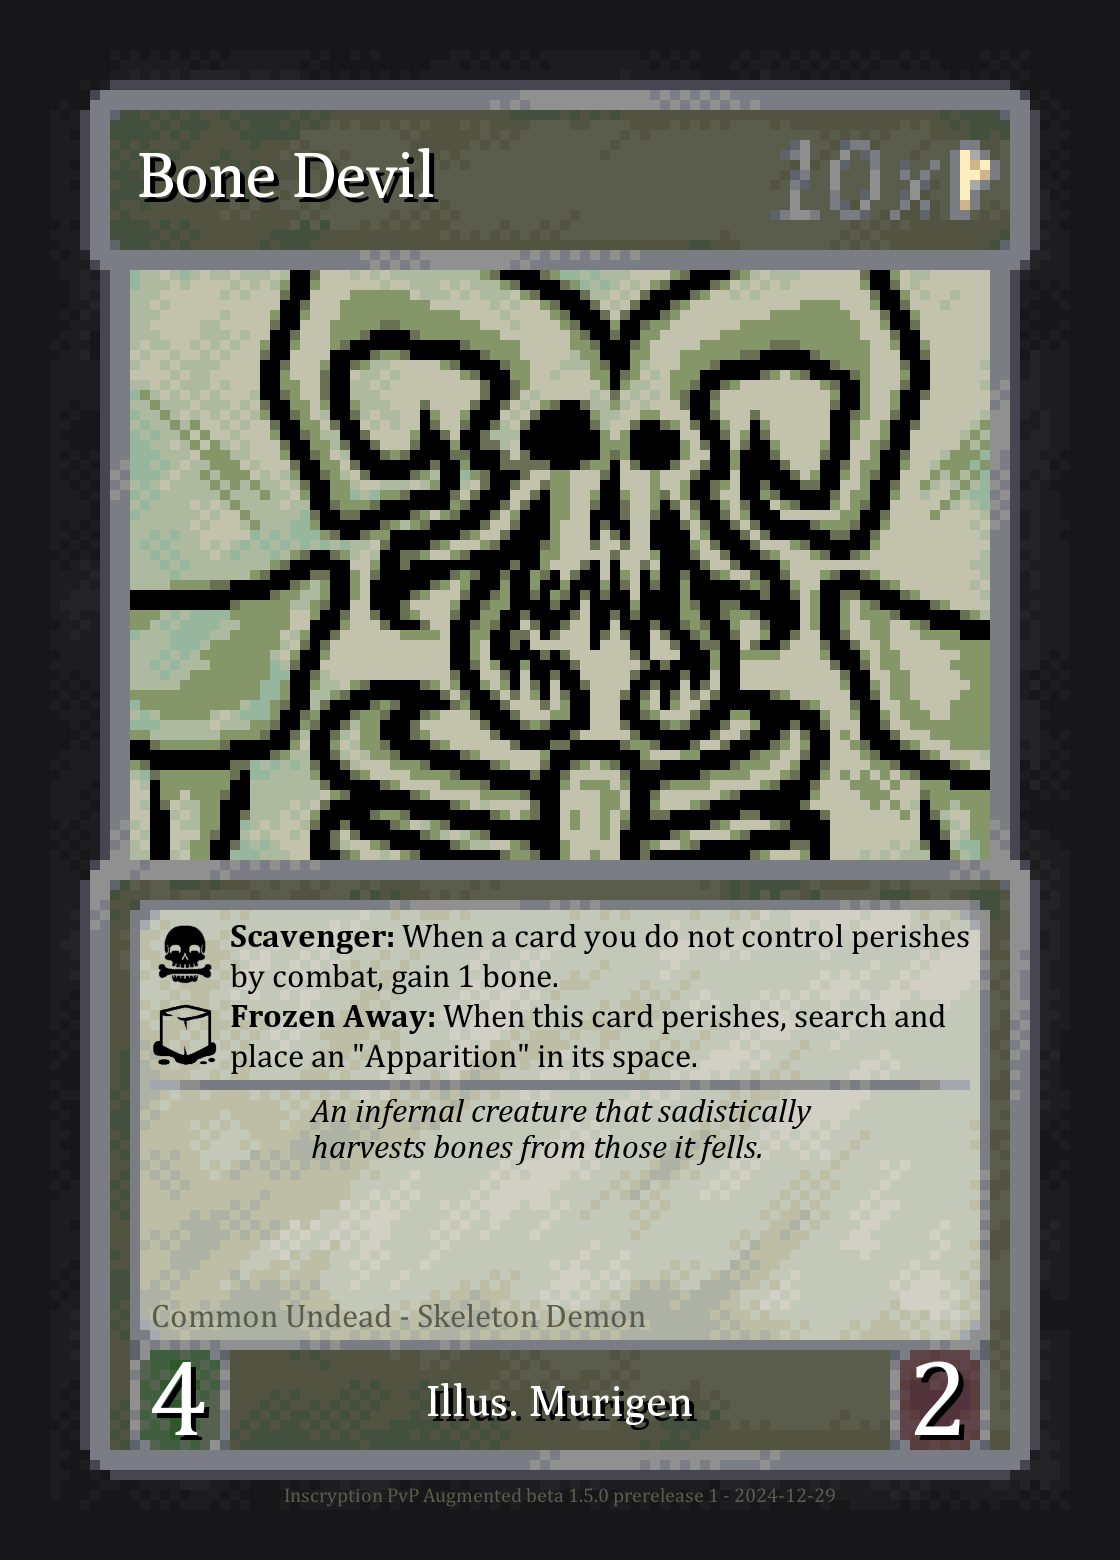 Bone Devil
10x
Scavenger: When a card you do not control perishes
by combat, gain 1 bone.
Frozen Away: When this card perishes, search and
place an "Apparition" in its space.
An infernal creature that sadistically
harvests bones from those it fells.
Common Undead - Skeleton Demon
4
Illus. Murigen
2
Inscryption PvP Augmented beta 1.5.0 prerelease 1 - 2024-12-29